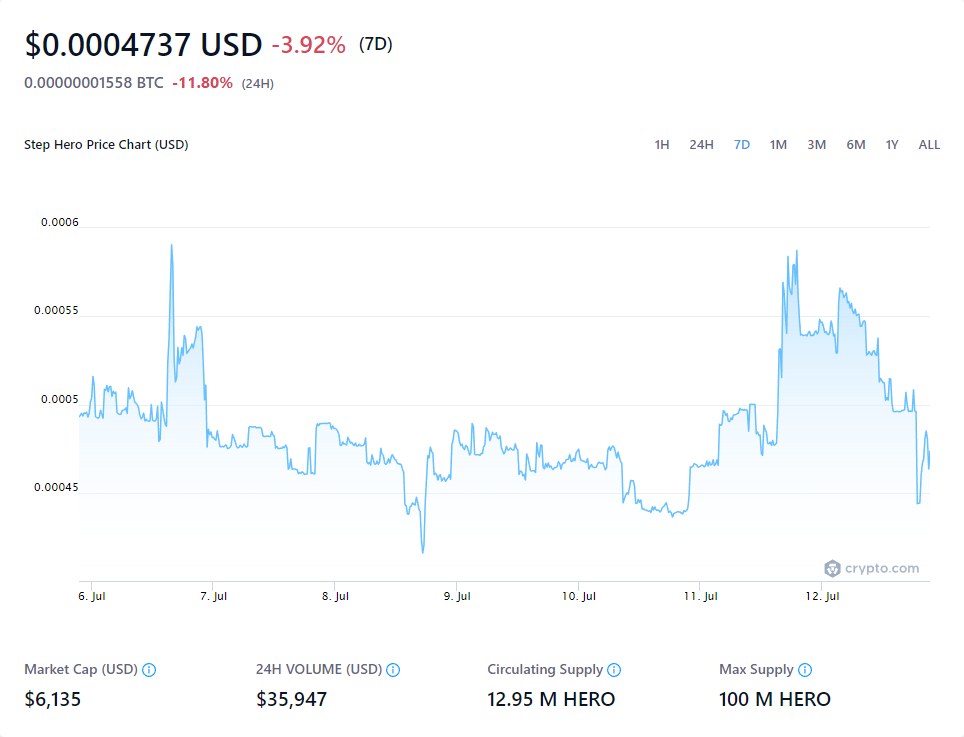 $0.0004737 USD -3.92% (7D)
0.00000001558 BTC -11.80% (24H)
Step Hero Price Chart (USD) 1H 24H 7D 1M 3M 6M 1Y ALL
0.0006
0.00055
0.0005
0.00045
crypto.com
6. Jul 7. Jul 8. Jul 9. Jul 10. Jul 11. Jul 12. Jul
Market Cap (USD) 24H VOLUME (USD) Circulating Supply Max Supply
$6,135 $35,947 12.95 M HERO 100 M HERO